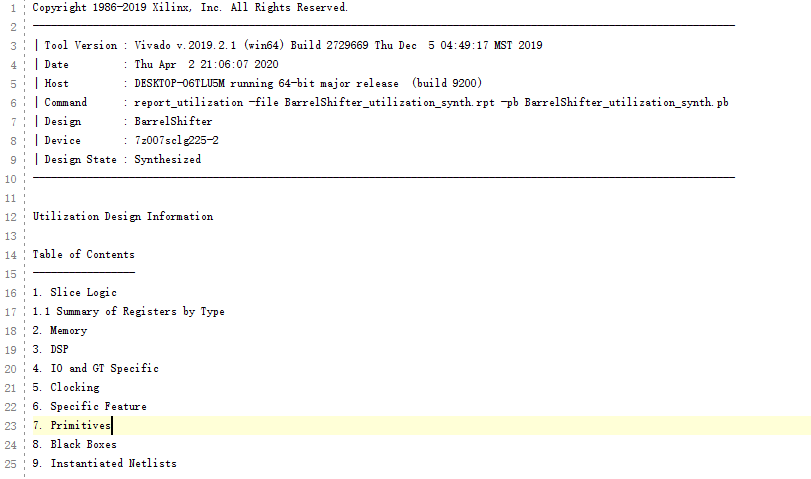 1 Copyright 1986-2019 Xilinx, Inc. All Rights Reserved.
2 ---------------------------------------------------------------------------------------------------------------------
3 | Tool Version : Vivado v.2019.2.1 (win64) Build 2729669 Thu Dec  5 04:49:17 MST 2019
4 | Date         : Thu Apr  2 21:06:07 2020
5 | Host         : DESKTOP-06TLU5M running 64-bit major release  (build 9200)
6 | Command      : report_utilization -file BarrelShifter_utilization_synth.rpt -pb BarrelShifter_utilization_synth.pb
7 | Design       : BarrelShifter
8 | Device       : 7z007sclg225-2
9 | Design State : Synthesized
10 ---------------------------------------------------------------------------------------------------------------------
11
12 Utilization Design Information
13
14 Table of Contents
15 -----------------
16 1. Slice Logic
17 1.1 Summary of Registers by Type
18 2. Memory
19 3. DSP
20 4. IO and GT Specific
21 5. Clocking
22 6. Specific Feature
23 7. Primitives
24 8. Black Boxes
25 9. Instantiated Netlists